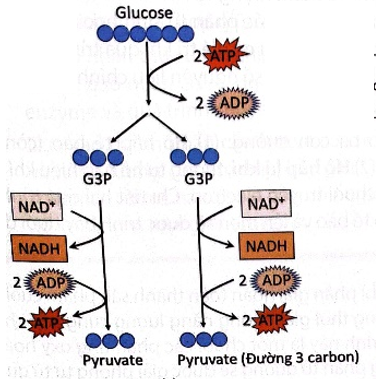 Glucose
2 ATP
2 ADP
G3P G3P
NAD⁺ NAD⁺
NADH NADH
2 ADP 2 ADP
2 ATP 2 ATP
Pyruvate Pyruvate (Đường 3 carbon)